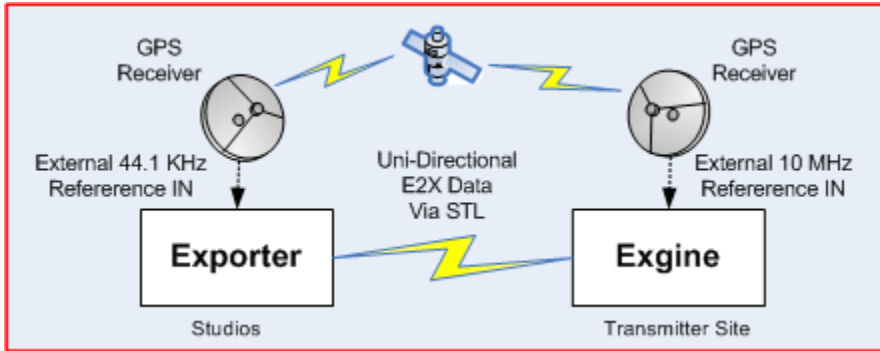 GPS
Receiver
GPS
Receiver
External 44.1 KHz
Refererence IN
Uni-Directional
E2X Data
Via STL
External 10 MHz
Refererence IN
Exporter
Exgine
Studios
Transmitter Site